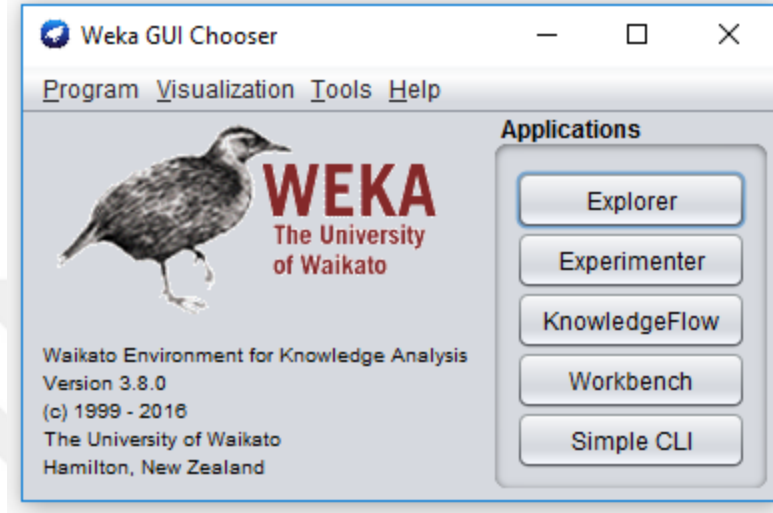 Weka GUI Chooser
Program Visualization Tools Help
WEKA
The University
of Waikato
Waikato Environment for Knowledge Analysis
Version 3.8.0
(c) 1999 - 2016
The University of Waikato
Hamilton, New Zealand
Applications
Explorer
Experimenter
KnowledgeFlow
Workbench
Simple CLI